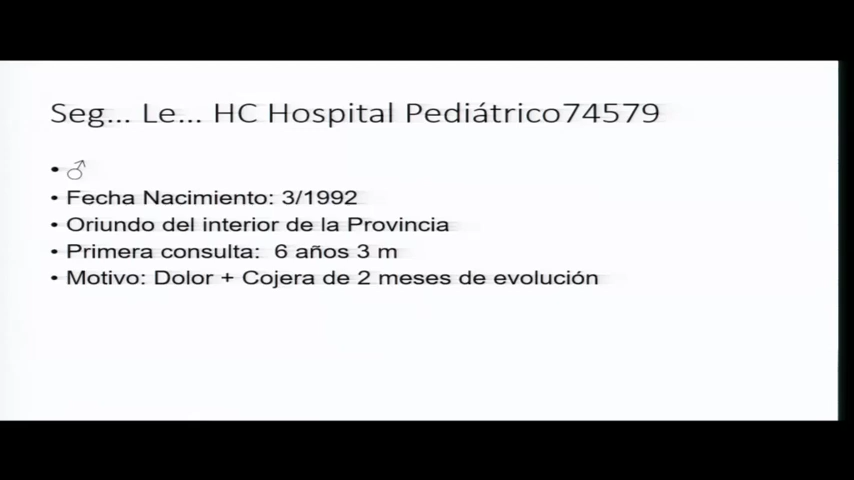 Seg... Le... HC Hospital Pediátrico74579
• ♂
• Fecha Nacimiento: 3/1992
• Oriundo del interior de la Provincia
• Primera consulta: 6 años 3 m
• Motivo: Dolor + Cojera de 2 meses de evolución